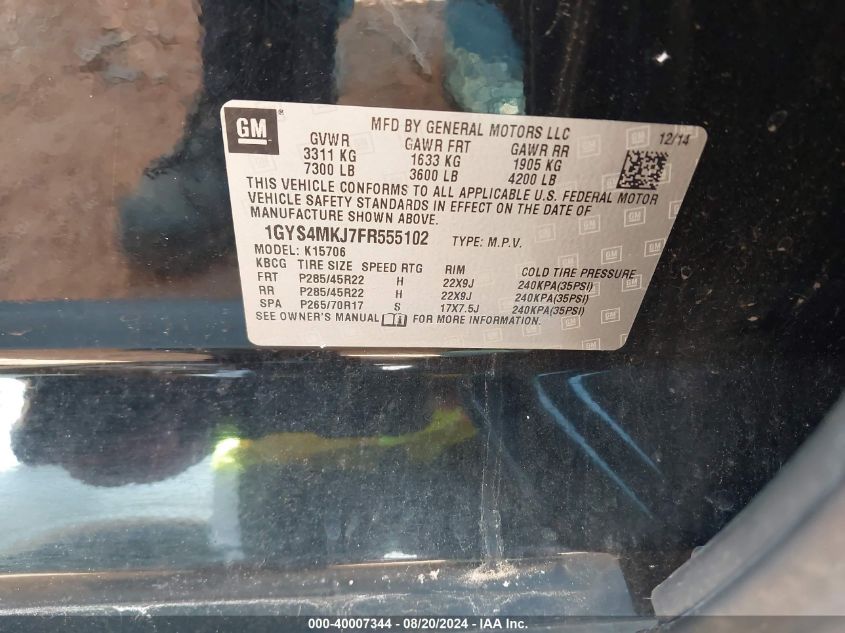 GM
MFD BY GENERAL MOTORS LLC 12/14
GVWR GAWR FRT GAWR RR
3311 KG 1633 KG 1905 KG
7300 LB 3600 LB 4200 LB
THIS VEHICLE CONFORMS TO ALL APPLICABLE U.S. FEDERAL MOTOR
VEHICLE SAFETY STANDARDS IN EFFECT ON THE DATE OF
MANUFACTURE SHOWN ABOVE.
1GYS4MKJ7FR555102 TYPE: M.P.V.
MODEL: K15706
KBCG TIRE SIZE SPEED RTG RIM COLD TIRE PRESSURE
FRT P285/45R22 H 22X9J 240KPA(35PSI)
RR P285/45R22 H 22X9J 240KPA(35PSI)
SPA P265/70R17 S 17X7.5J 240KPA(35PSI)
SEE OWNER'S MANUAL FOR MORE INFORMATION.
000-40007344 - 08/20/2024 - IAA Inc.